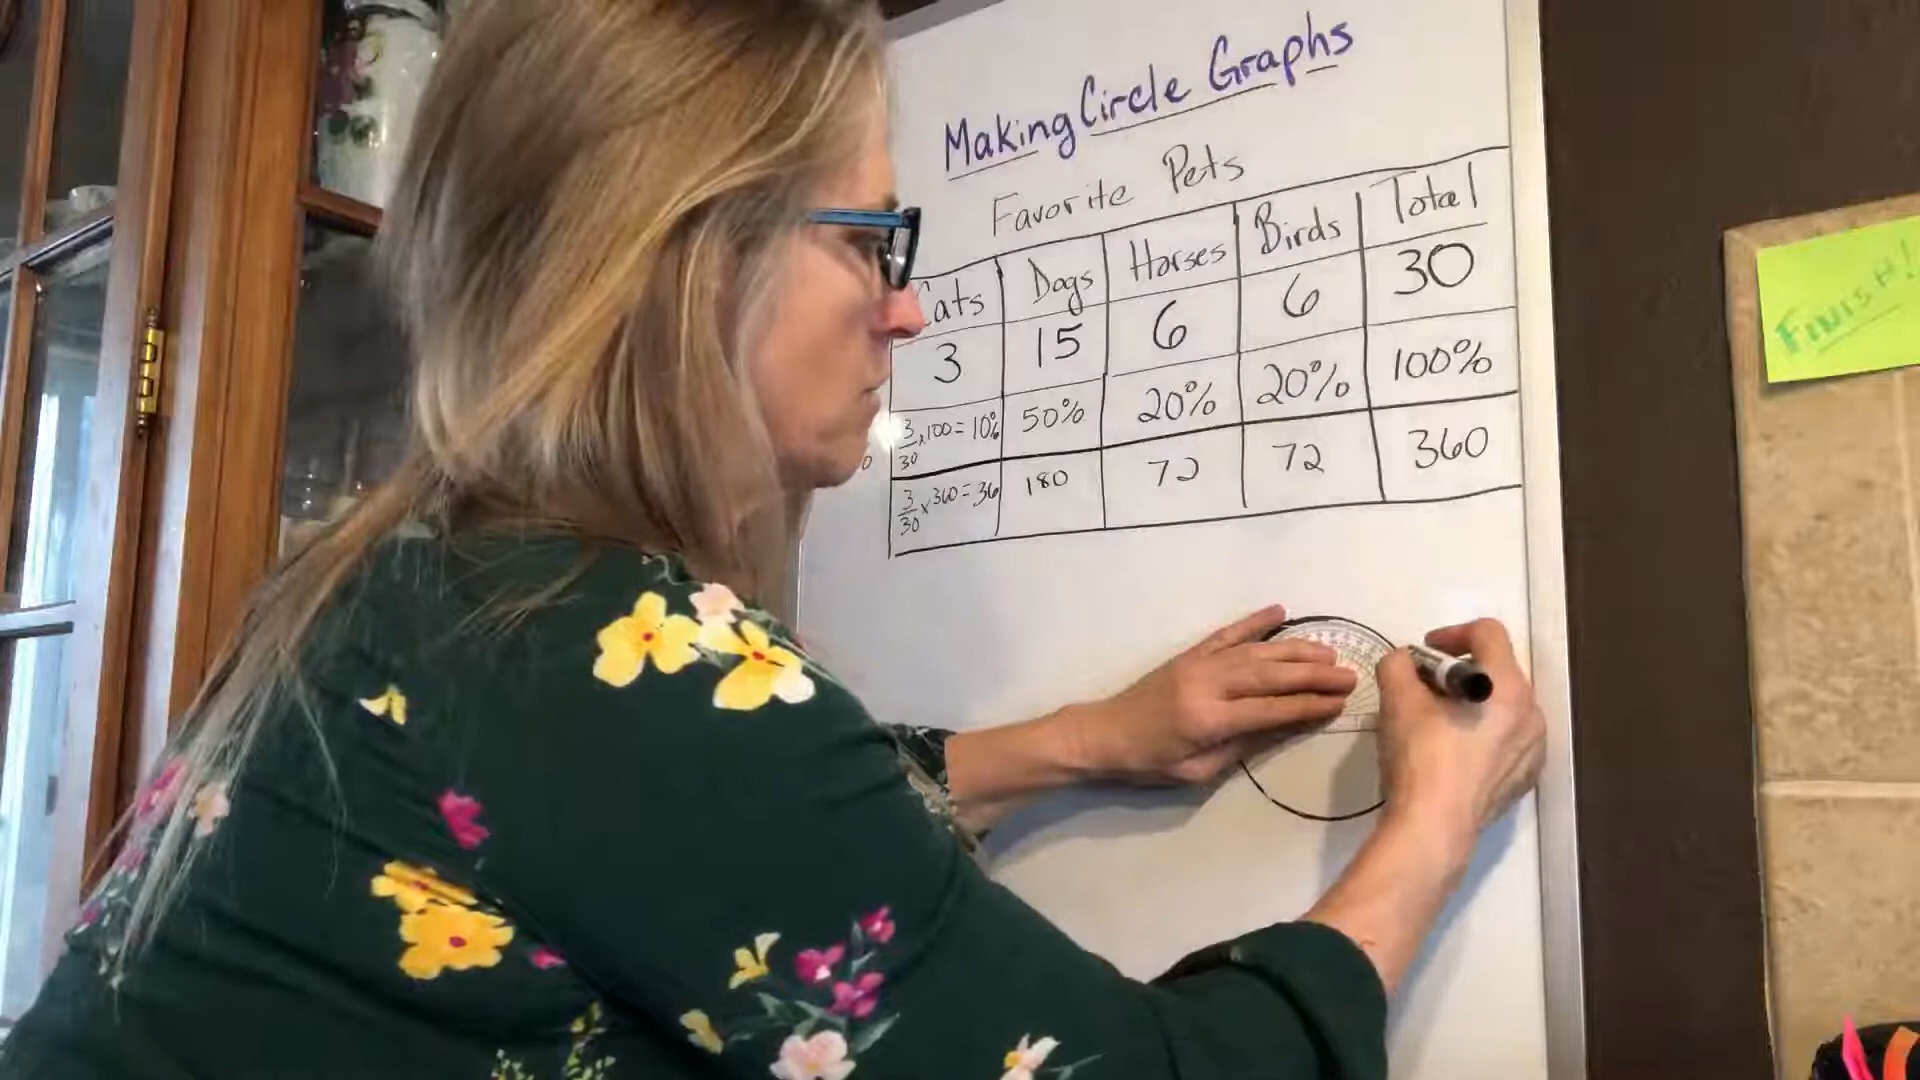 Making Circle Graphs
Favorite Pets
Cats Dogs Horses Birds Total
3 15 6 6 30
3/30 x 100 = 10% 50% 20% 20% 100%
3/30 x 360 = 36 180 72 72 360
FINISH!